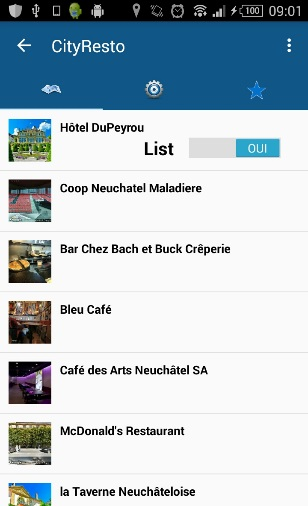 100 09:01
CityResto
Hôtel DuPeyrou
List OUI
Coop Neuchatel Maladiere
Bar Chez Bach et Buck Crêperie
Bleu Café
Café des Arts Neuchâtel SA
McDonald's Restaurant
la Taverne Neuchâteloise